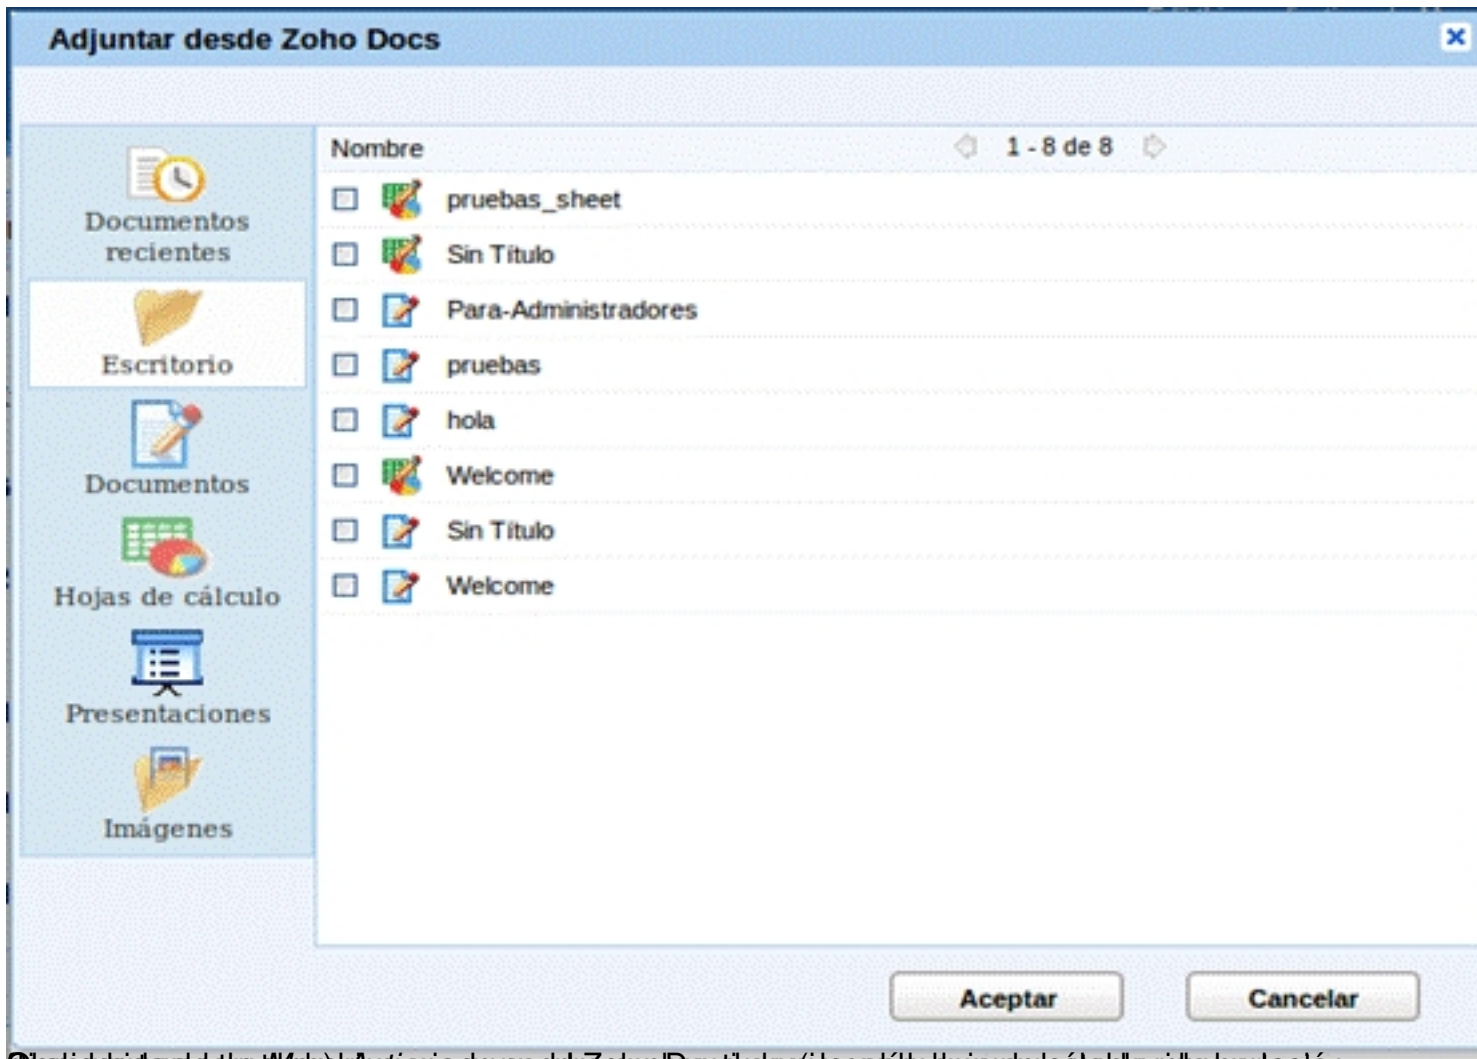 Adjuntar desde Zoho Docs
Nombre
1 - 8 de 8
Documentos
recientes
Escritorio
Documentos
Hojas de cálculo
Presentaciones
Imágenes
pruebas_sheet
Sin Título
Para-Administradores
pruebas
hola
Welcome
Sin Título
Welcome
Aceptar
Cancelar